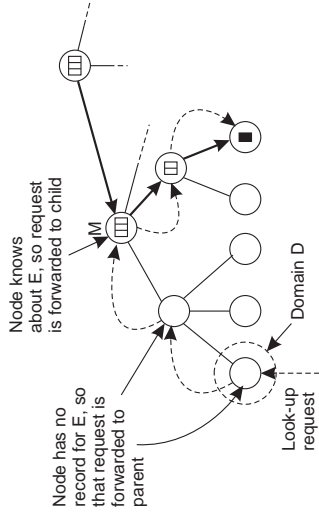 Node knows
about E, so request
is forwarded to child
M
Node has no
record for E, so
that request is
forwarded to
parent
Domain D
Look-up
request